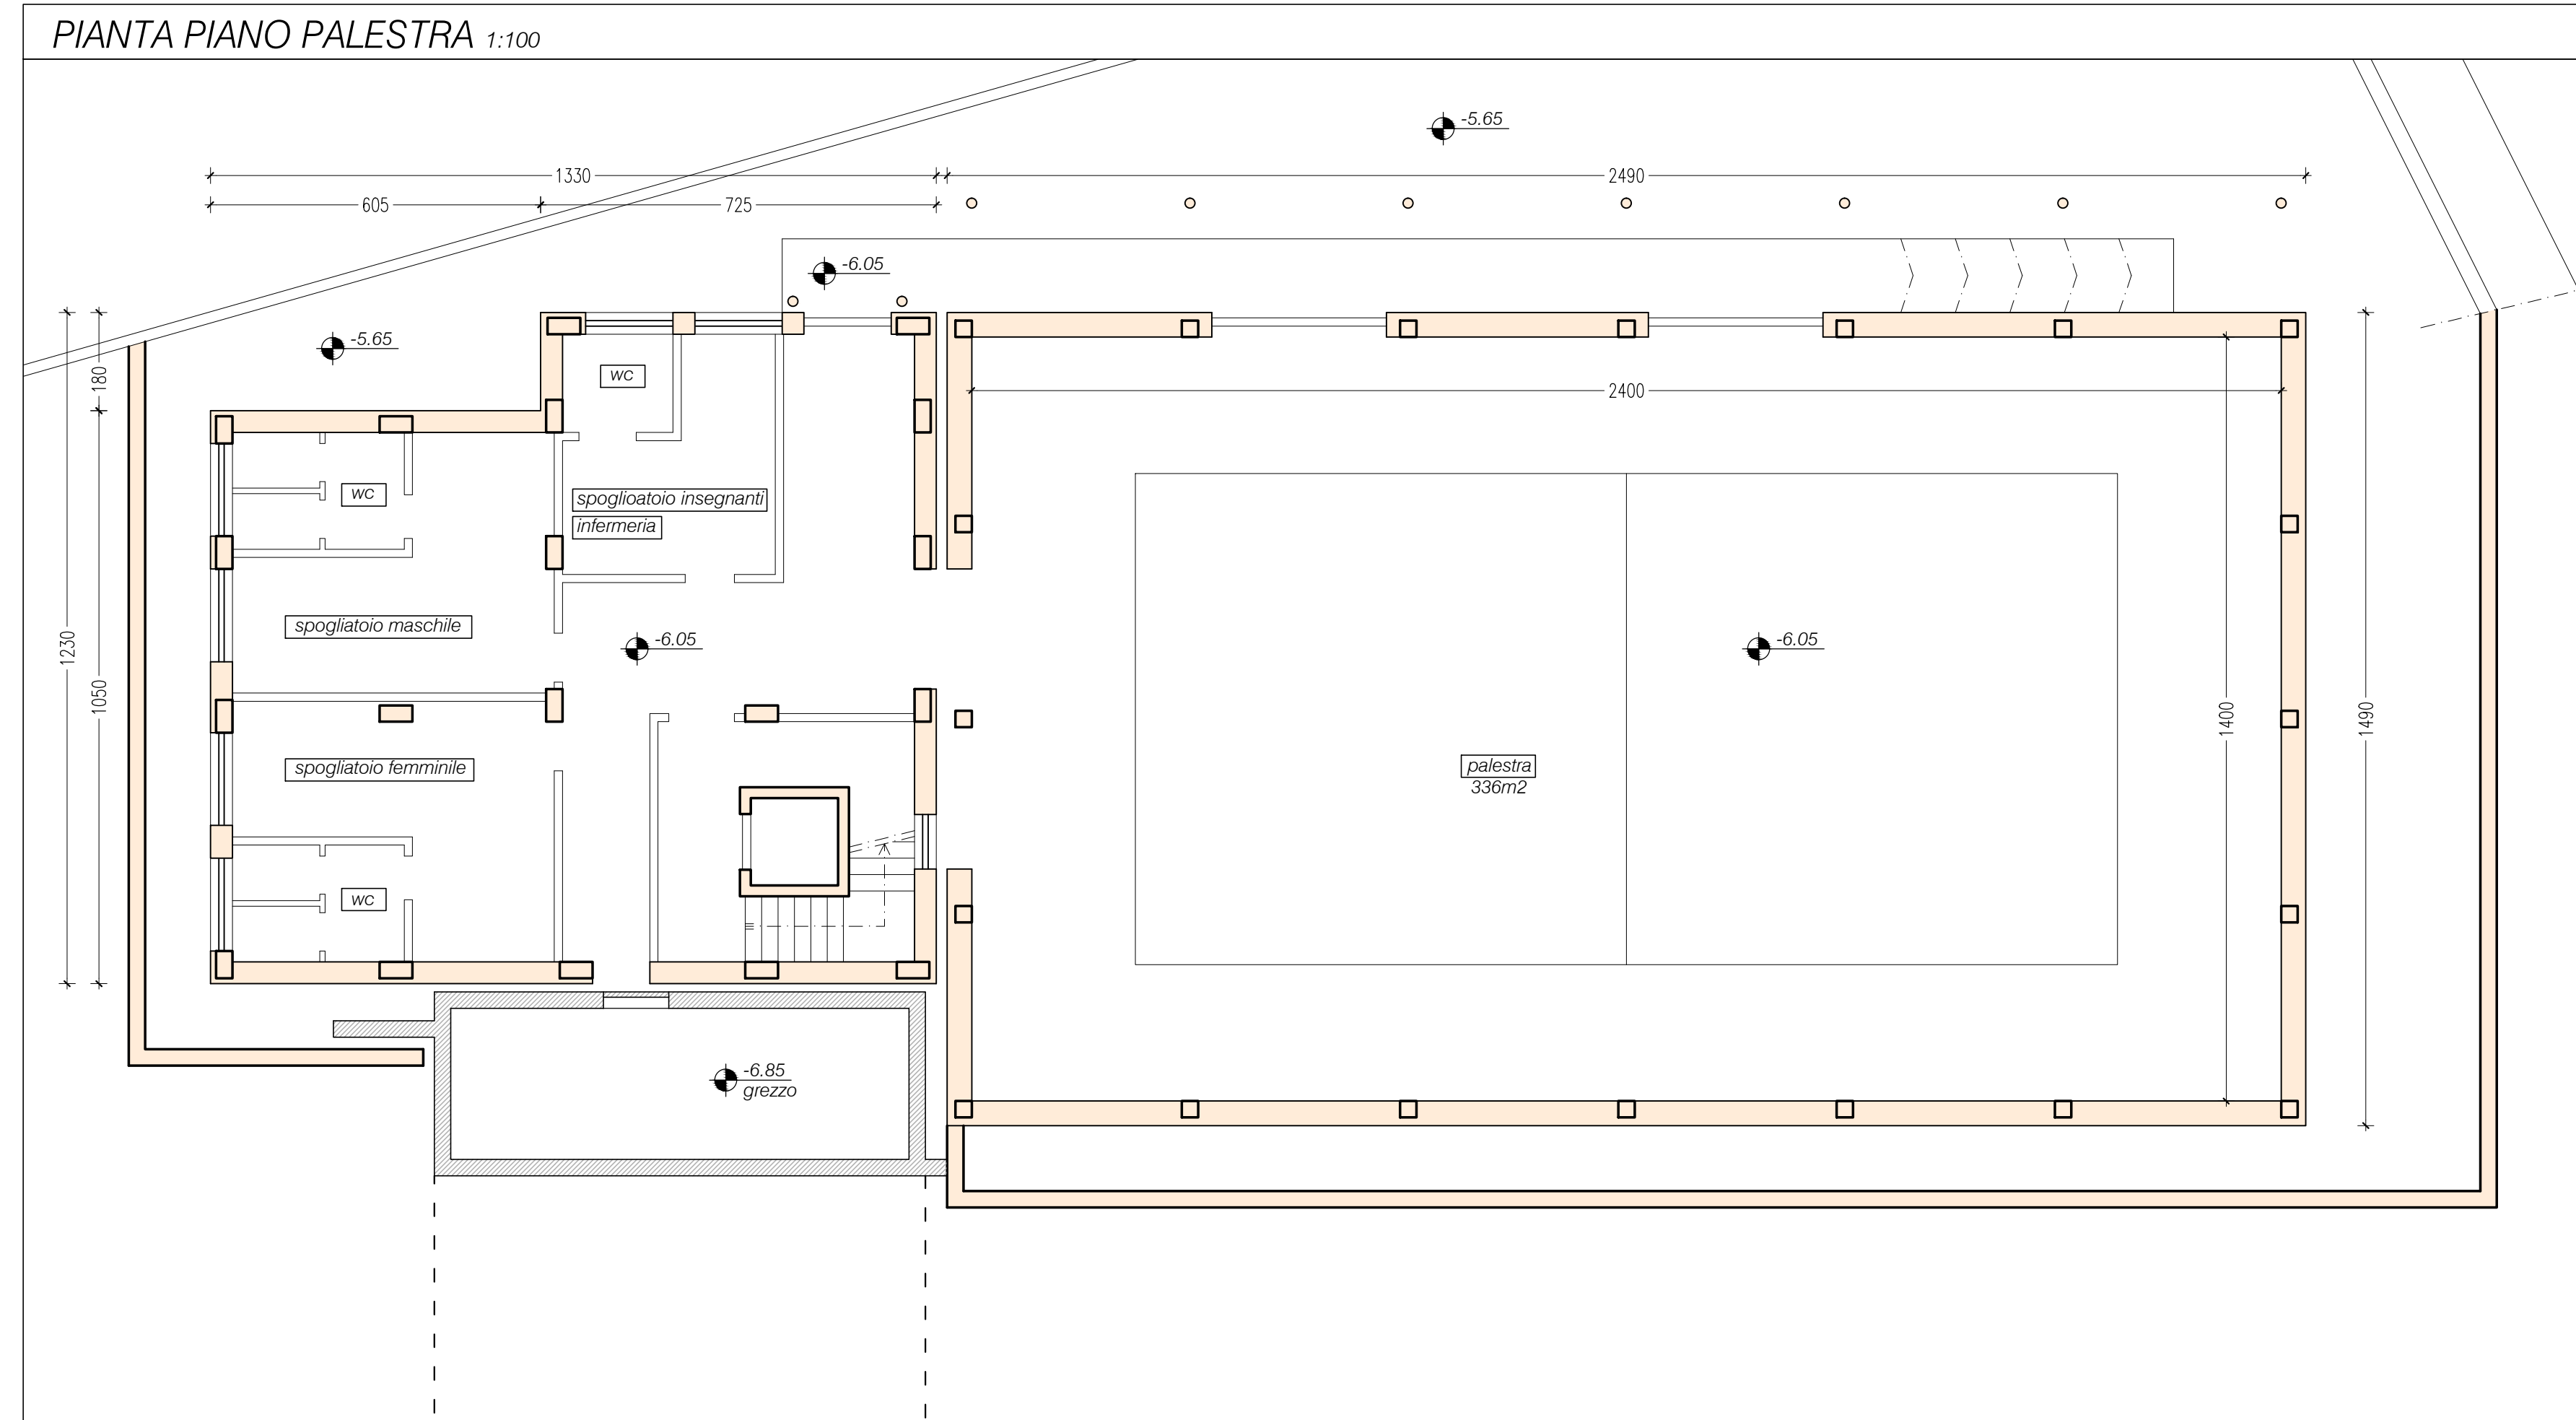 PIANTA PIANO PALESTRA 1:100
-5.65
1330
2490
605
725
-6.05
-5.65
180
WC
2400
WC
spoglioatoio insegnanti
infermeria
spogliatoio maschile
-6.05
-6.05
1230
1050
1400
1490
spogliatoio femminile
palestra
336m2
WC
-6.85
grezzo